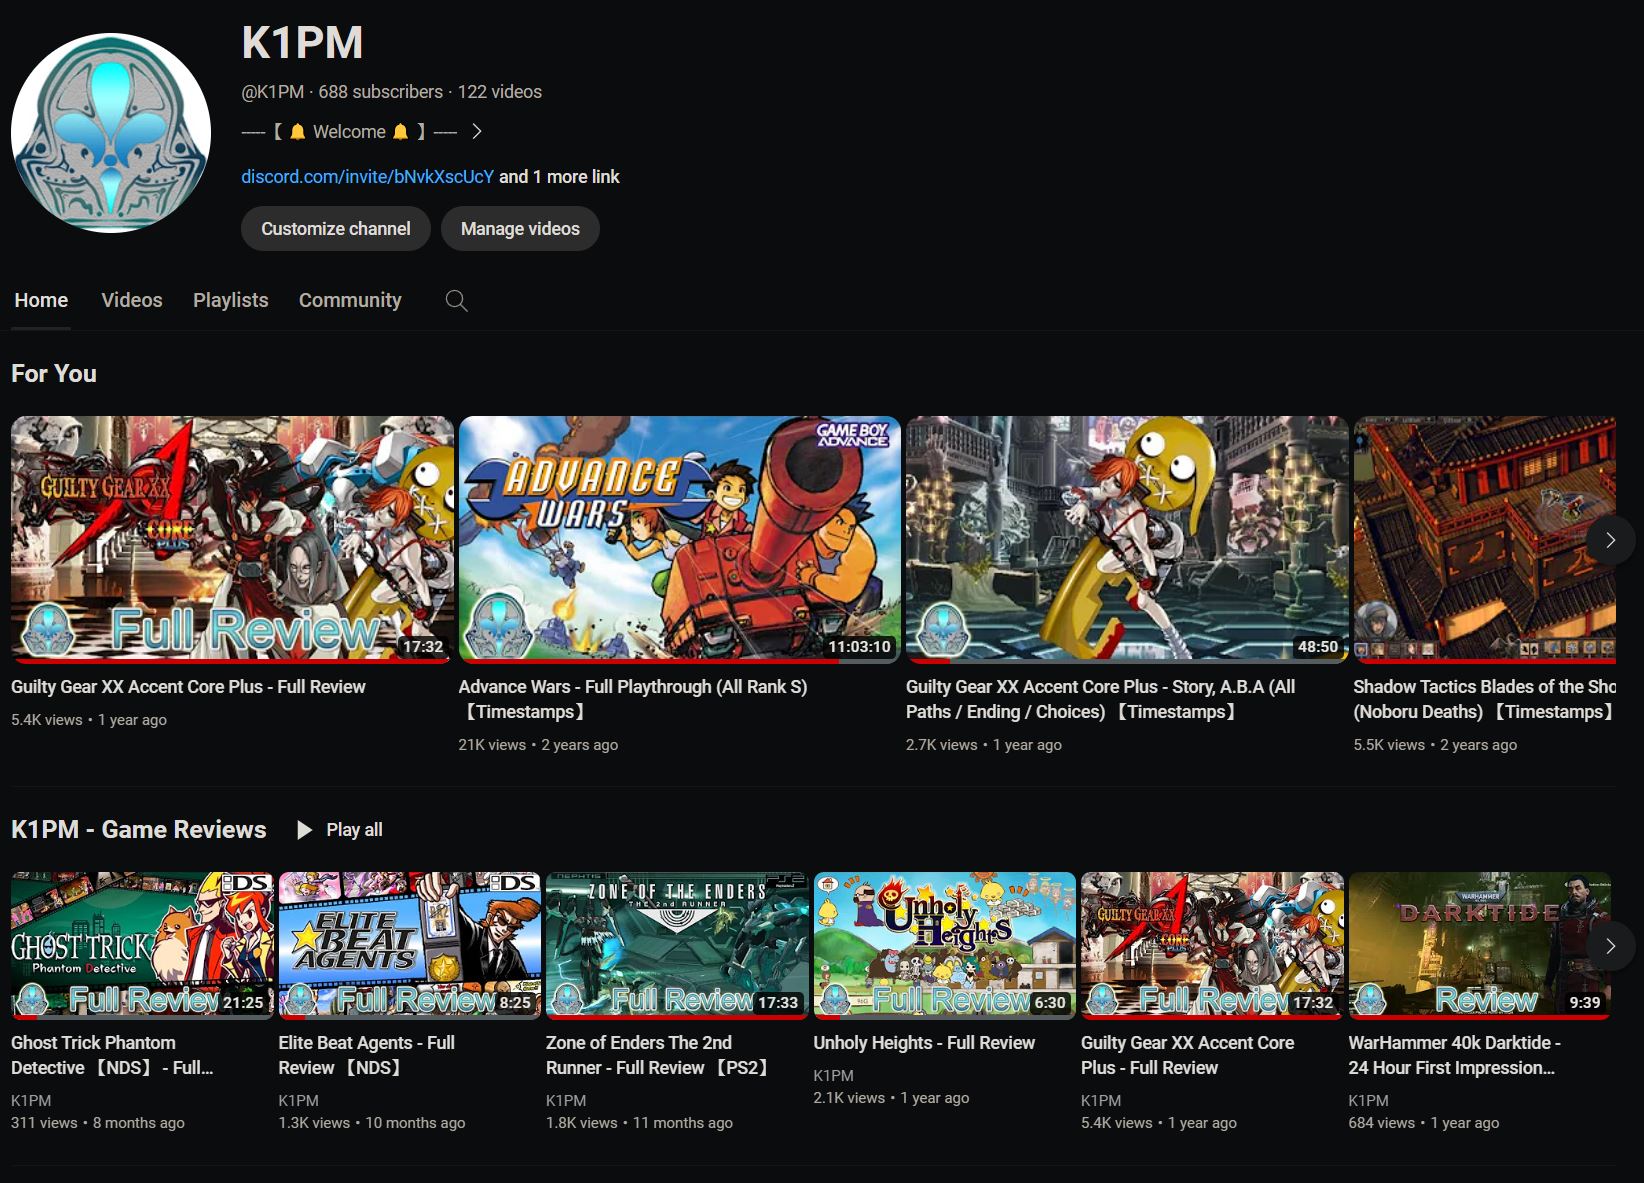 K1PM
@K1PM · 688 subscribers · 122 videos
-----【 🔔 Welcome 🔔 】-----
discord.com/invite/bNvkXscUcY and 1 more link
Customize channel
Manage videos
Home
Videos
Playlists
Community
For You
GUILTY GEAR XX
CORE
PLUS
Full Review
17:32
GAME BOY
ADVANCE
ADVANCE
WARS
11:03:10
48:50
Guilty Gear XX Accent Core Plus - Full Review
5.4K views • 1 year ago
Advance Wars - Full Playthrough (All Rank S)
【Timestamps】
21K views • 2 years ago
Guilty Gear XX Accent Core Plus - Story, A.B.A (All
Paths / Ending / Choices) 【Timestamps】
2.7K views • 1 year ago
Shadow Tactics Blades of the Sho
(Noboru Deaths) 【Timestamps】
5.5K views • 2 years ago
K1PM - Game Reviews
Play all
DS
GHOST TRICK
Phantom Detective
Full Review
21:25
DS
ELITE
BEAT
AGENTS
Full Review
8:25
ZONE OF THE ENDERS
THE 2nd RUNNER
Full Review
17:33
Unholy
Heights
Full Review
6:30
GUILTY GEAR XX
CORE
PLUS
Full Review
17:32
WARHAMMER
DARKTIDE
Review
9:39
Ghost Trick Phantom
Detective 【NDS】 - Full...
K1PM
311 views • 8 months ago
Elite Beat Agents - Full
Review 【NDS】
K1PM
1.3K views • 10 months ago
Zone of Enders The 2nd
Runner - Full Review 【PS2】
K1PM
1.8K views • 11 months ago
Unholy Heights - Full Review
K1PM
2.1K views • 1 year ago
Guilty Gear XX Accent Core
Plus - Full Review
K1PM
5.4K views • 1 year ago
WarHammer 40k Darktide -
24 Hour First Impression...
K1PM
684 views • 1 year ago